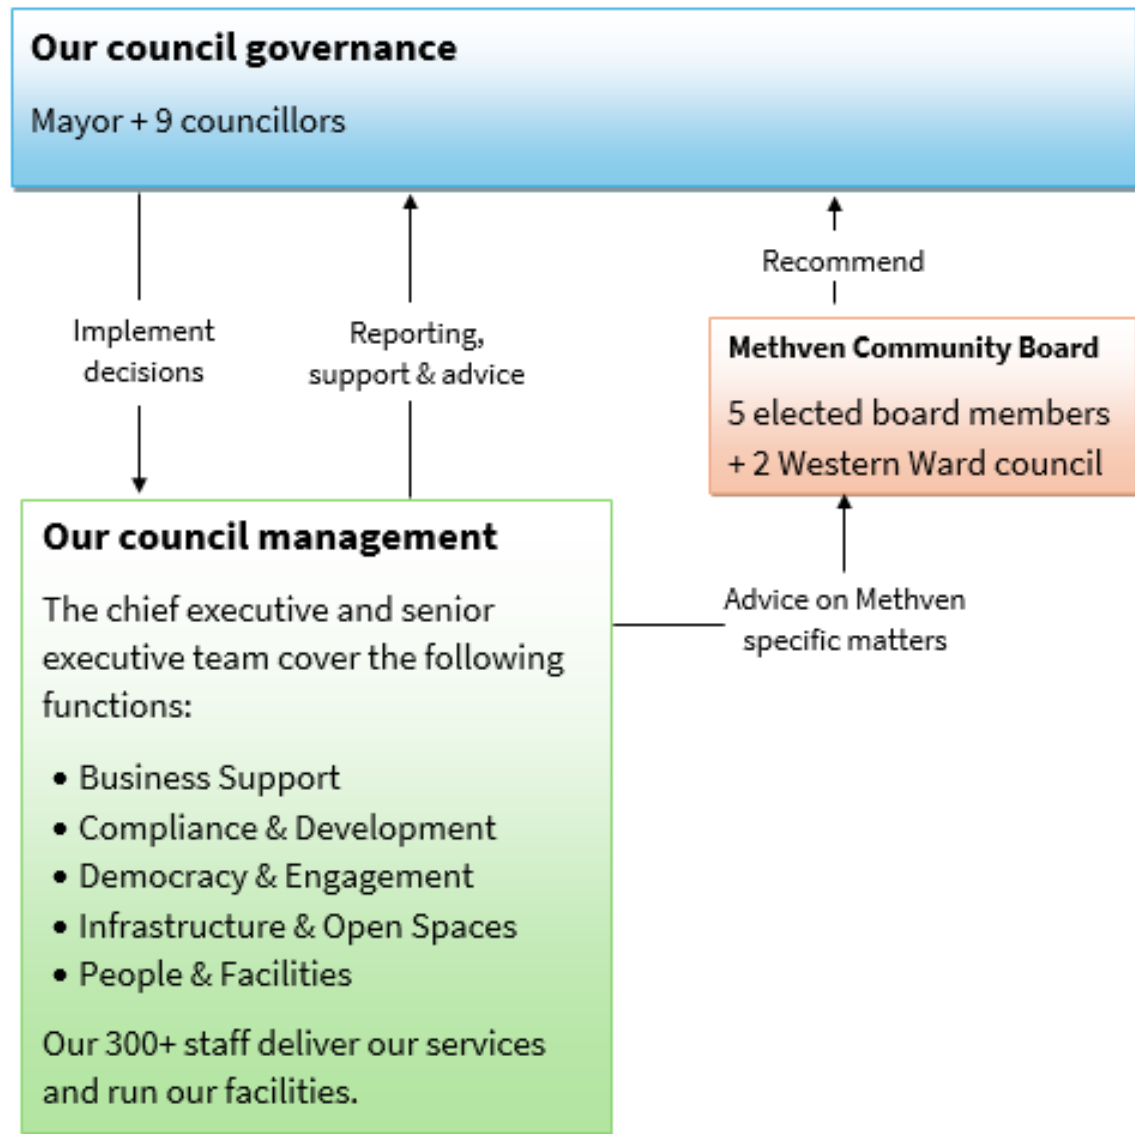 Our council governance
Mayor + 9 councillors
Implement
decisions
Reporting,
support & advice
Recommend
Methven Community Board
5 elected board members
+ 2 Western Ward council
Our council management
The chief executive and senior
executive team cover the following
functions:
• Business Support
• Compliance & Development
• Democracy & Engagement
• Infrastructure & Open Spaces
• People & Facilities
Our 300+ staff deliver our services
and run our facilities.
Advice on Methven
specific matters